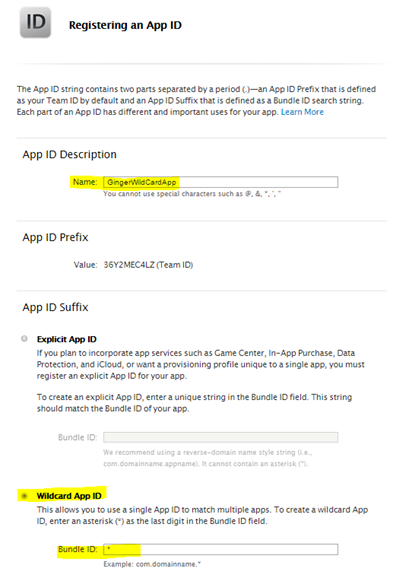 ID
Registering an App ID
The App ID string contains two parts separated by a period (.)—an App ID Prefix that is defined
as your Team ID by default and an App ID Suffix that is defined as a Bundle ID search string.
Each part of an App ID has different and important uses for your app. Learn More
App ID Description
Name: GingerWildCardApp
You cannot use special characters such as @, &, *, ', "
App ID Prefix
Value: 36Y2MEC4LZ (Team ID)
App ID Suffix
Explicit App ID
If you plan to incorporate app services such as Game Center, In-App Purchase, Data
Protection, and iCloud, or want a provisioning profile unique to a single app, you must
register an explicit App ID for your app.
To create an explicit App ID, enter a unique string in the Bundle ID field. This string
should match the Bundle ID of your app.
Bundle ID:
We recommend using a reverse-domain name style string (i.e.,
com.domainname.appname). It cannot contain an asterisk (*).
Wildcard App ID
This allows you to use a single App ID to match multiple apps. To create a wildcard App
ID, enter an asterisk (*) as the last digit in the Bundle ID field.
Bundle ID: *
Example: com.domainname.*